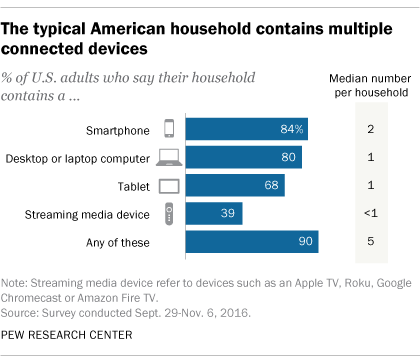 The typical American household contains multiple
connected devices
% of U.S. adults who say their household
contains a ...
Median number
per household
Smartphone 84% 2
Desktop or laptop computer 80 1
Tablet 68 1
Streaming media device 39 <1
Any of these 90 5
Note: Streaming media device refer to devices such as an Apple TV, Roku, Google
Chromecast or Amazon Fire TV.
Source: Survey conducted Sept. 29-Nov. 6, 2016.
PEW RESEARCH CENTER